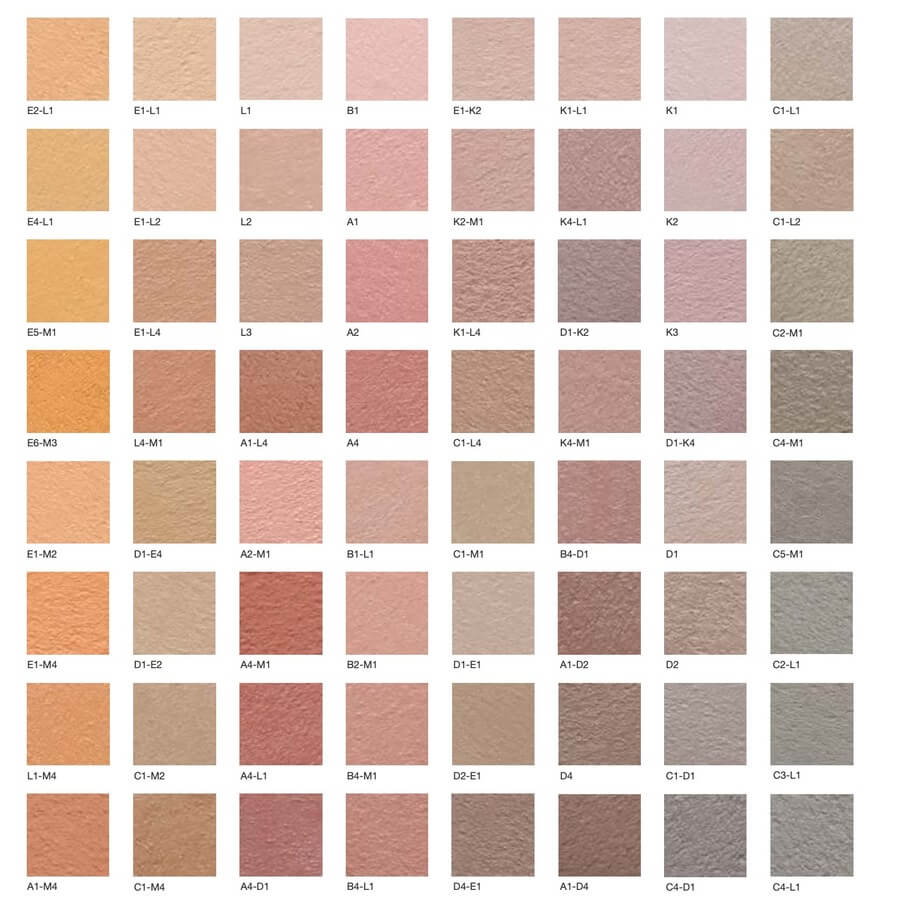 E2-L1 E1-L1 L1 B1 E1-K2 K1-L1 K1 C1-L1
E4-L1 E1-L2 L2 A1 K2-M1 K4-L1 K2 C1-L2
E5-M1 E1-L4 L3 A2 K1-L4 D1-K2 K3 C2-M1
E6-M3 L4-M1 A1-L4 A4 C1-L4 K4-M1 D1-K4 C4-M1
E1-M2 D1-E4 A2-M1 B1-L1 C1-M1 B4-D1 D1 C5-M1
E1-M4 D1-E2 A4-M1 B2-M1 D1-E1 A1-D2 D2 C2-L1
L1-M4 C1-M2 A4-L1 B4-M1 D2-E1 D4 C1-D1 C3-L1
A1-M4 C1-M4 A4-D1 B4-L1 D4-E1 A1-D4 C4-D1 C4-L1